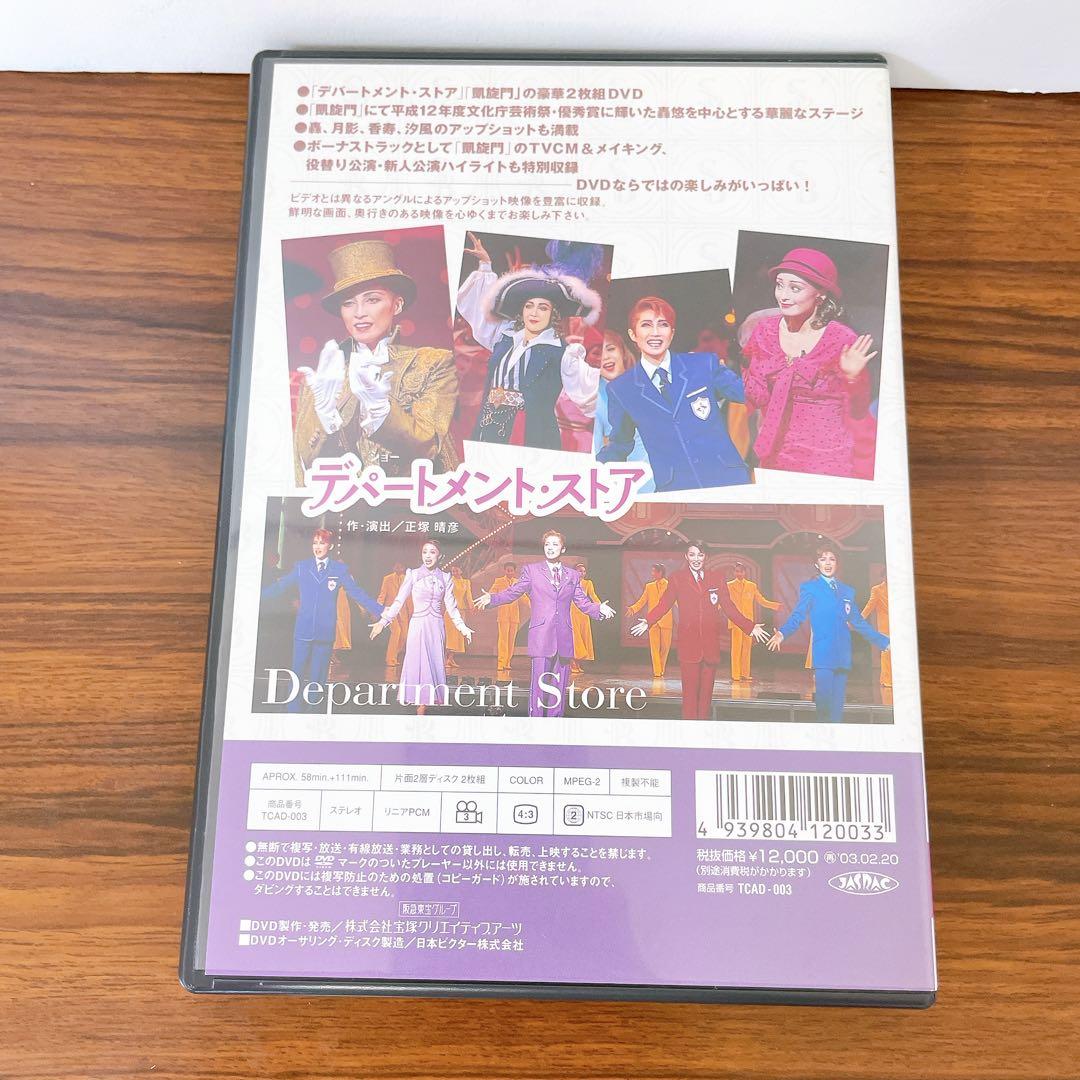 ●「デパートメント・ストア」「凱旋門」の豪華2枚組DVD
●「凱旋門」にて平成12年度文化庁芸術祭・優秀賞に輝いた轟悠を中心とする華麗なステージ
●轟、月影、香寿、汐風のアップショットも満載
●ボーナストラックとして「凱旋門」のTVCM＆メイキング、
役替り公演・新人公演ハイライトも特別収録
DVDならではの楽しみがいっぱい！
ビデオとは異なるアングルによるアップショット映像を豊富に収録。
鮮明な画面、奥行きのある映像を心ゆくまでお楽しみ下さい。
ショー
デパートメント・ストア
作・演出／正塚 晴彦
Department Store
APROX. 58min.+111min. 片面2層ディスク 2枚組 COLOR MPEG-2 複製不能
商品番号 TCAD-003 ステレオ リニアPCM 3 4:3 2 NTSC 日本市場向
4 939804 120033
税抜価格 ¥12,000 再 '03.02.20
(別途消費税がかかります)
商品番号 TCAD-003
JASRAC
●無断で複写・放送・有線放送・業務としての貸し出し、転売、上映することを禁じます。
●このDVDは DVD マークのついたプレーヤー以外には使用できません。
●このDVDには複写防止のための処置（コピーガード）が施されていますので、
ダビングすることはできません。
阪急東宝グループ
■DVD製作・発売／株式会社宝塚クリエイティブアーツ
■DVDオーサリング・ディスク製造／日本ビクター株式会社